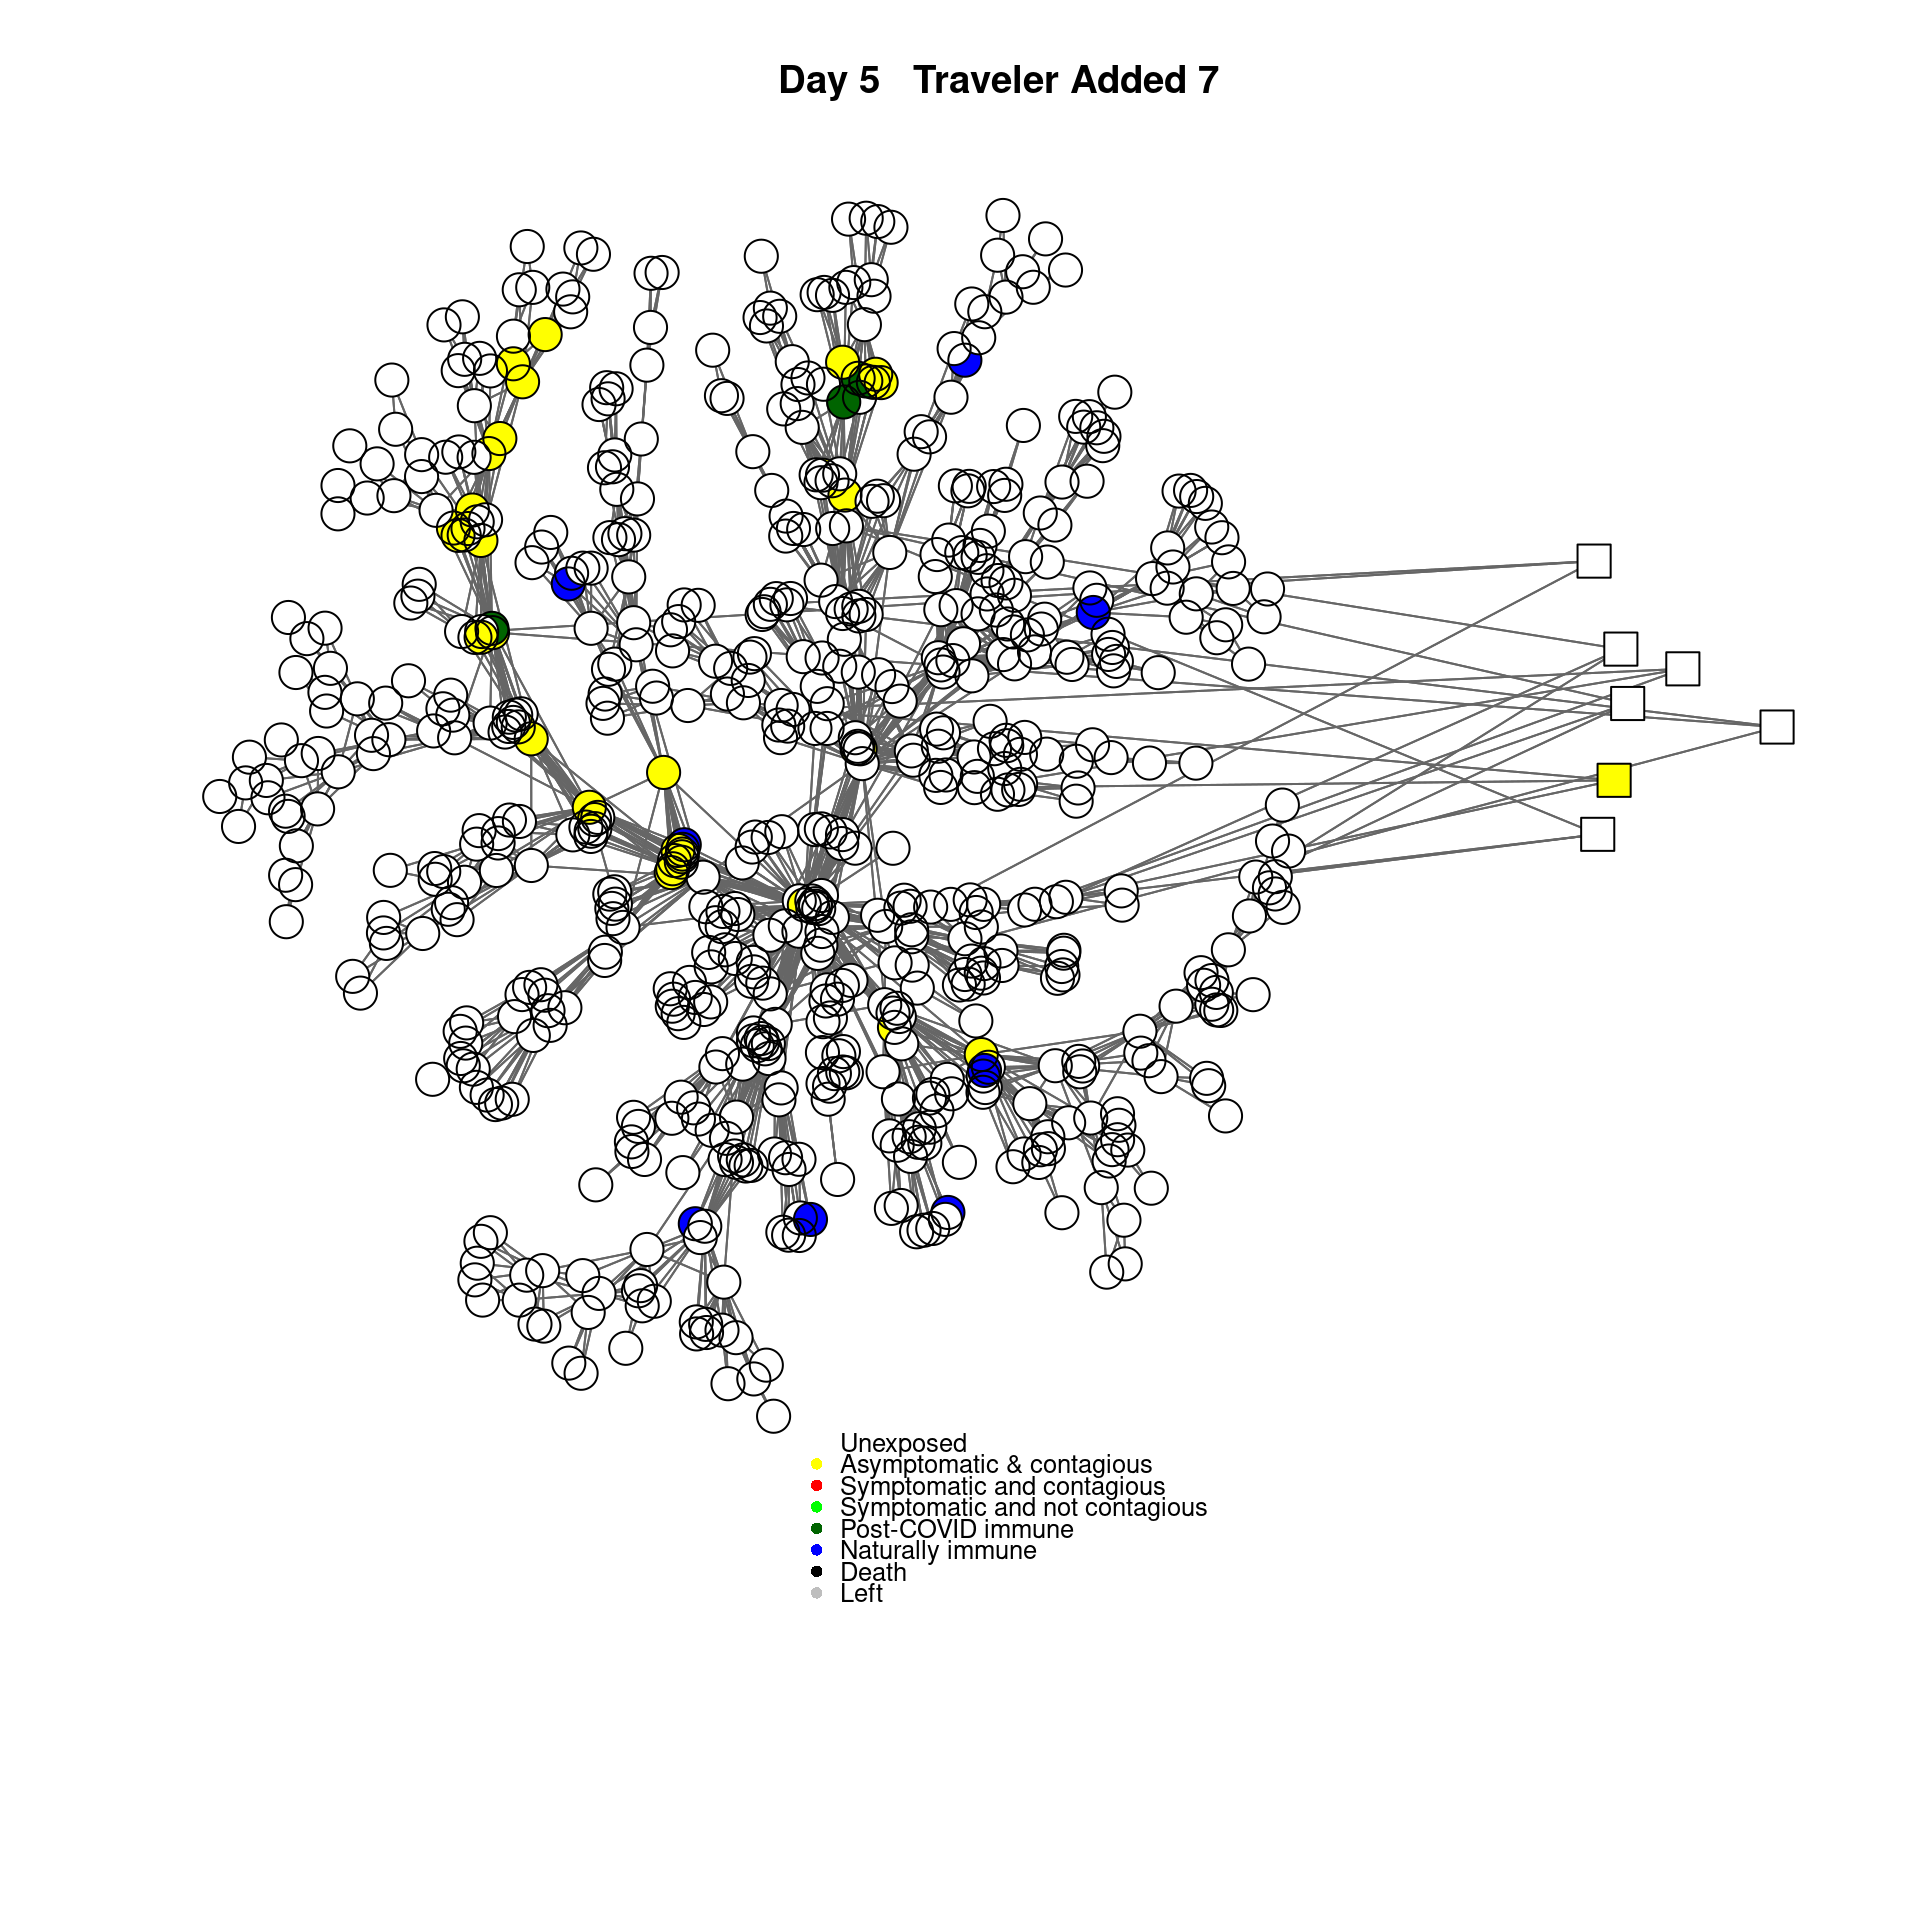 Day 5   Traveler Added 7
Unexposed
Asymptomatic & contagious
Symptomatic and contagious
Symptomatic and not contagious
Post-COVID immune
Naturally immune
Death
Left